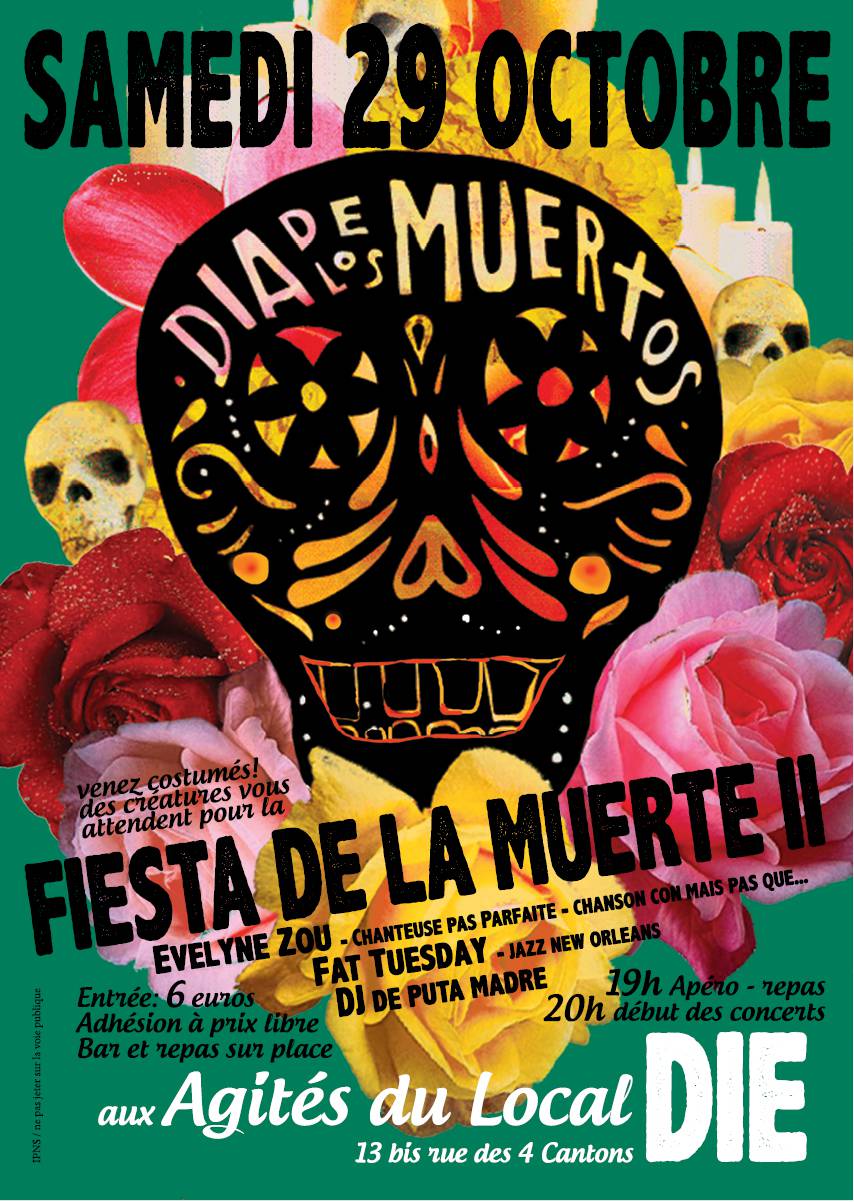 SAMEDI 29 OCTOBRE
DIA DE LOS MUERTOS
venez costumés!
des créatures vous
attendent pour la
FIESTA DE LA MUERTE II
EVELYNE ZOU - CHANTEUSE PAS PARFAITE - CHANSON CON MAIS PAS QUE...
FAT TUESDAY - JAZZ NEW ORLEANS
DJ DE PUTA MADRE
Entrée: 6 euros
Adhésion à prix libre
Bar et repas sur place
19h Apéro - repas
20h début des concerts
aux Agités du Local DIE
13 bis rue des 4 Cantons
IPNS / ne pas jeter sur la voie publique